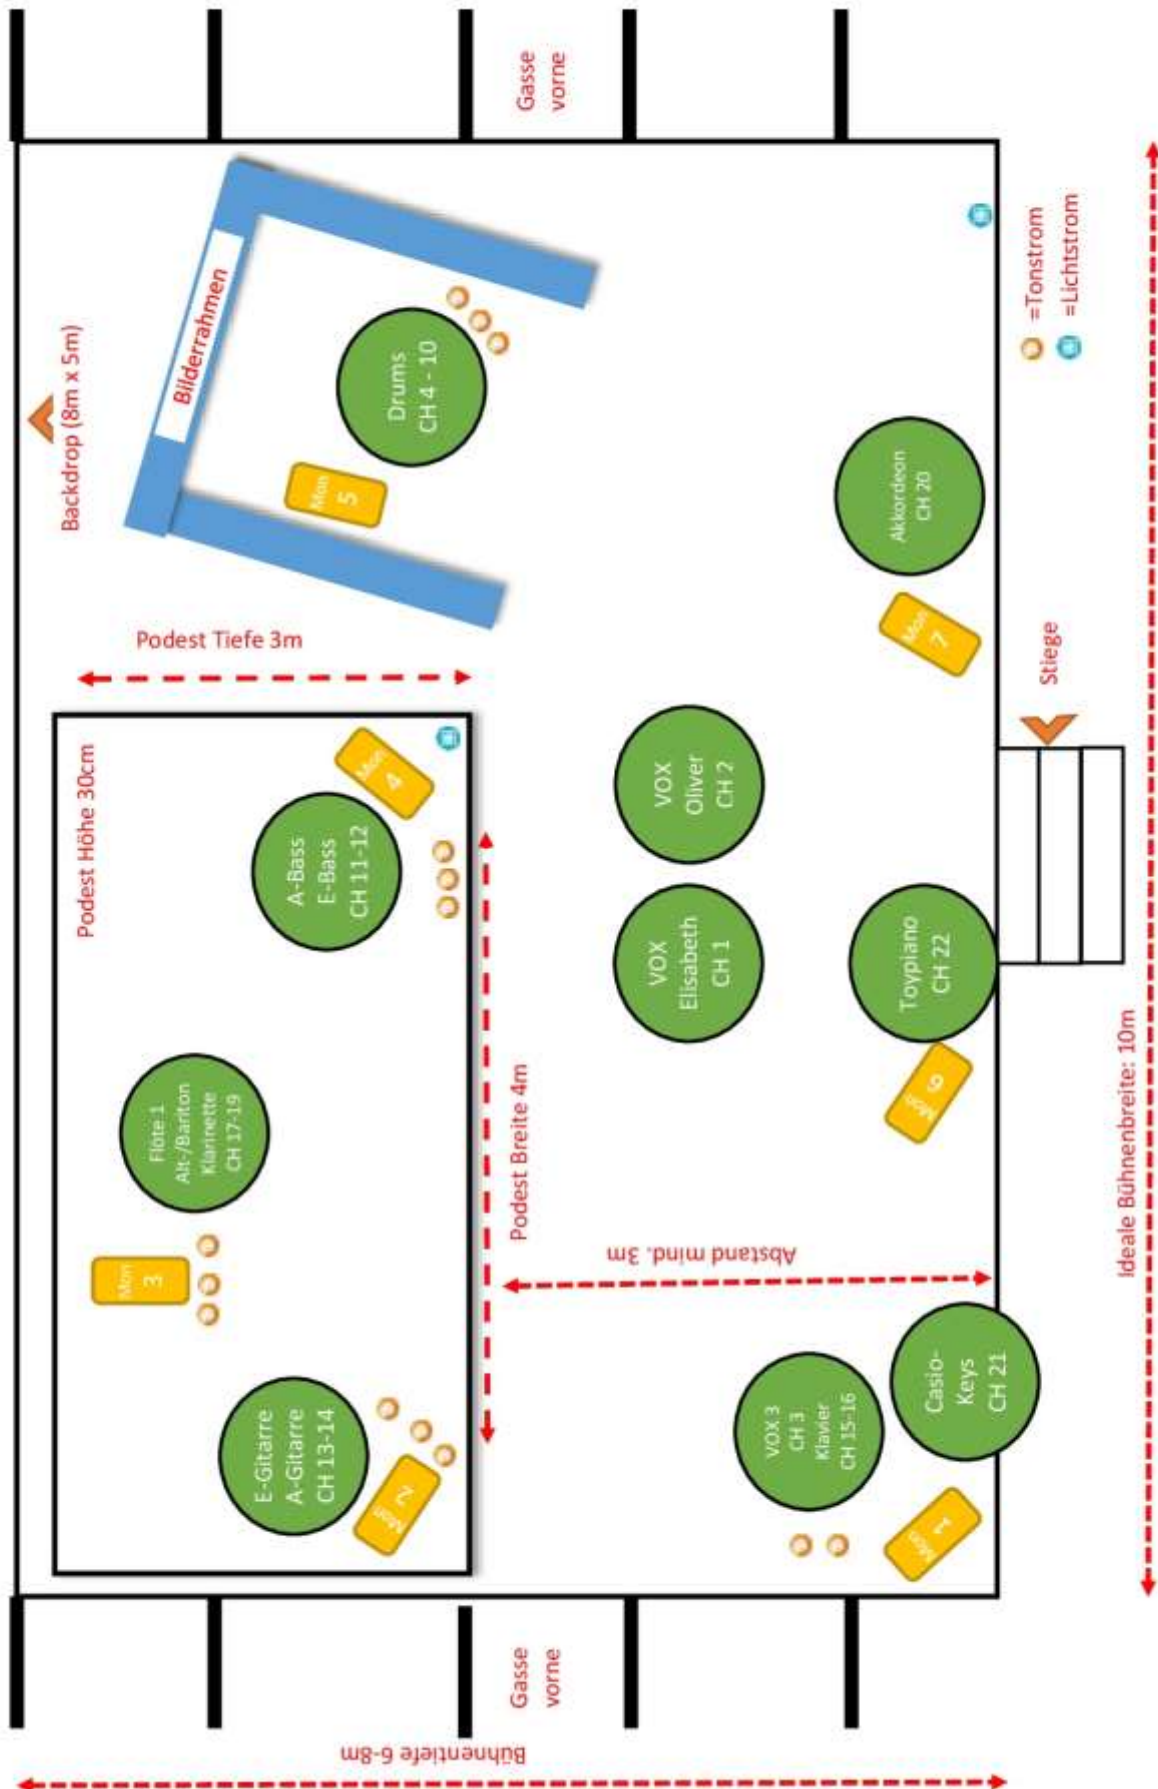 Backdrop (8m x 5m)
Bilderrahmen
Gasse
vorne
Podest Höhe 30cm
Podest Tiefe 3m
Flöte 1
Alt-/Bariton
Klarinette
CH 17-19
Mon
3
E-Gitarre
A-Gitarre
CH 13-14
Mon
2
A-Bass
E-Bass
CH 11-12
Mon
4
Mon
5
Drums
CH 4 - 10
Podest Breite 4m
Gasse
vorne
Abstand mind. 3m
VOX
Elisabeth
CH 1
VOX
Oliver
CH 2
VOX 3
CH 3
Klavier
CH 15-16
Casio-
Keys
CH 21
Mon
1
Mon
6
Toypiano
CH 22
Mon
7
Akkordeon
CH 20
Stiege
=Tonstrom
=Lichtstrom
Ideale Bühnenbreite: 10m
Bühnentiefe 6-8m